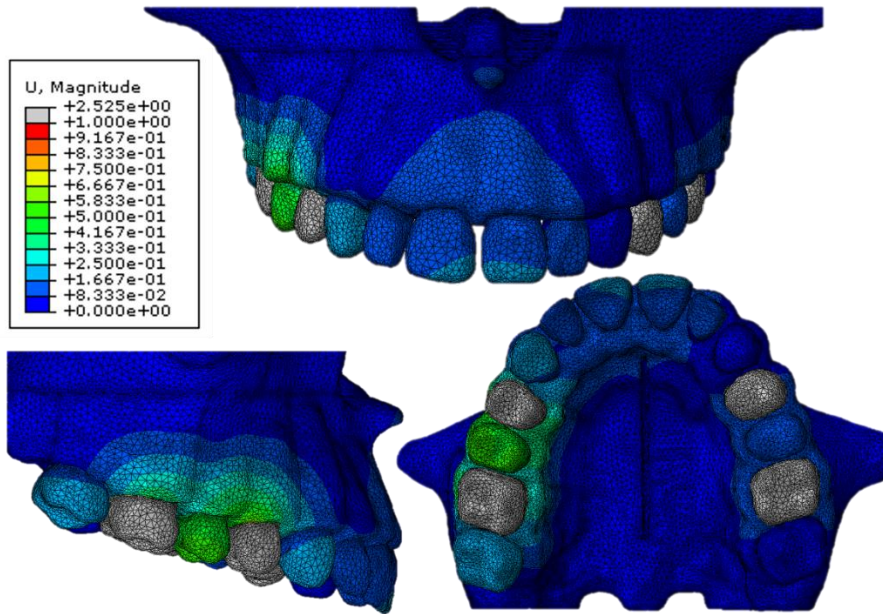 U, Magnitude
+2.525e+00
+1.000e+00
+9.167e-01
+8.333e-01
+7.500e-01
+6.667e-01
+5.833e-01
+5.000e-01
+4.167e-01
+3.333e-01
+2.500e-01
+1.667e-01
+8.333e-02
+0.000e+00